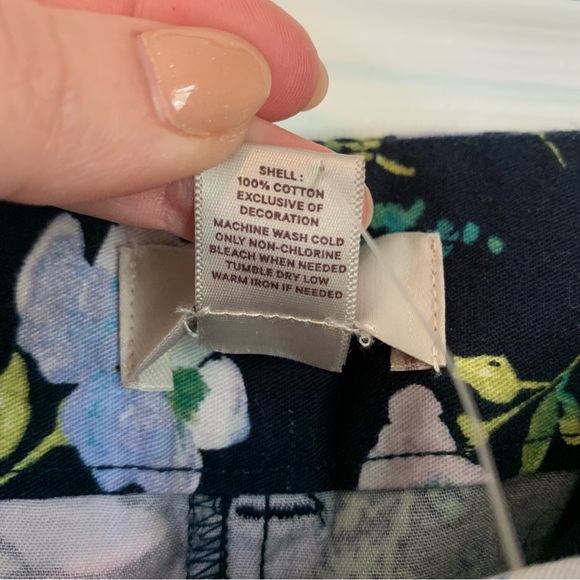 SHELL :
100% COTTON
EXCLUSIVE OF
DECORATION
MACHINE WASH COLD
ONLY NON-CHLORINE
BLEACH WHEN NEEDED
TUMBLE DRY LOW
WARM IRON IF NEEDED